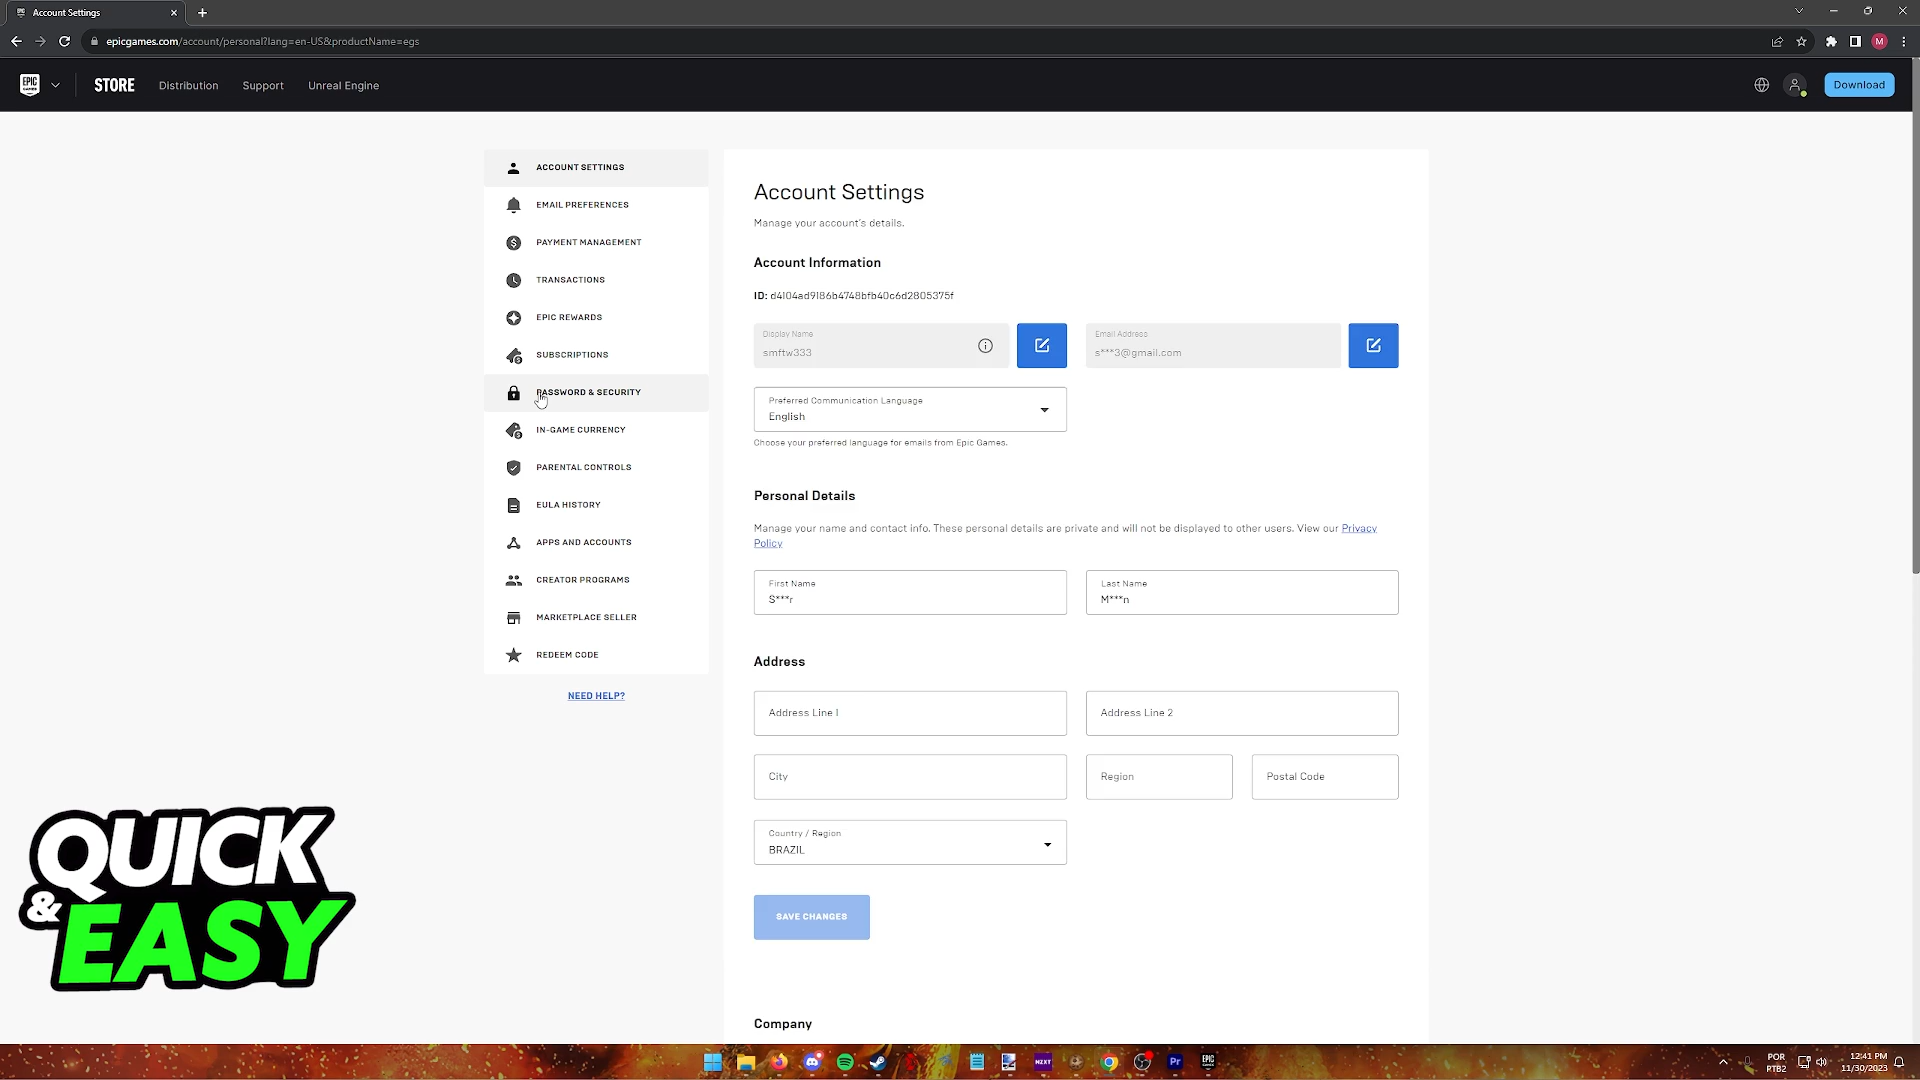 Account Settings
epicgames.com/account/personal?lang=en-US&productName=egs
M
EPIC GAMES
STORE
Distribution
Support
Unreal Engine
Download
ACCOUNT SETTINGS
EMAIL PREFERENCES
PAYMENT MANAGEMENT
TRANSACTIONS
EPIC REWARDS
SUBSCRIPTIONS
PASSWORD & SECURITY
IN-GAME CURRENCY
PARENTAL CONTROLS
EULA HISTORY
APPS AND ACCOUNTS
CREATOR PROGRAMS
MARKETPLACE SELLER
REDEEM CODE
NEED HELP?
Account Settings
Manage your account's details.
Account Information
ID: d4104ad9186b4748bfb40c6d2805375f
Display Name
smftw333
Email Address
s***3@gmail.com
Preferred Communication Language
English
Choose your preferred language for emails from Epic Games.
Personal Details
Manage your name and contact info. These personal details are private and will not be displayed to other users. View our Privacy
Policy
First Name
S***r
Last Name
M***n
Address
Address Line 1
Address Line 2
City
Region
Postal Code
Country / Region
BRAZIL
SAVE CHANGES
Company
QUICK
& EASY
NZXT
Pr
EPIC GAMES
POR
PTB2
12:41 PM
11/30/2023